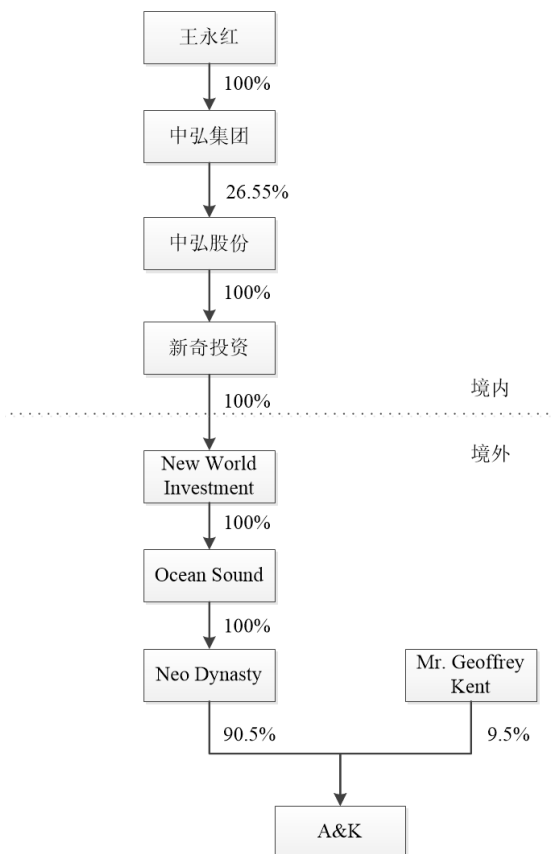 王永红
100%
中弘集团
26.55%
中弘股份
100%
新奇投资
境内
100%
境外
New World
Investment
100%
Ocean Sound
100%
Neo Dynasty
Mr. Geoffrey
Kent
90.5%
9.5%
A&K